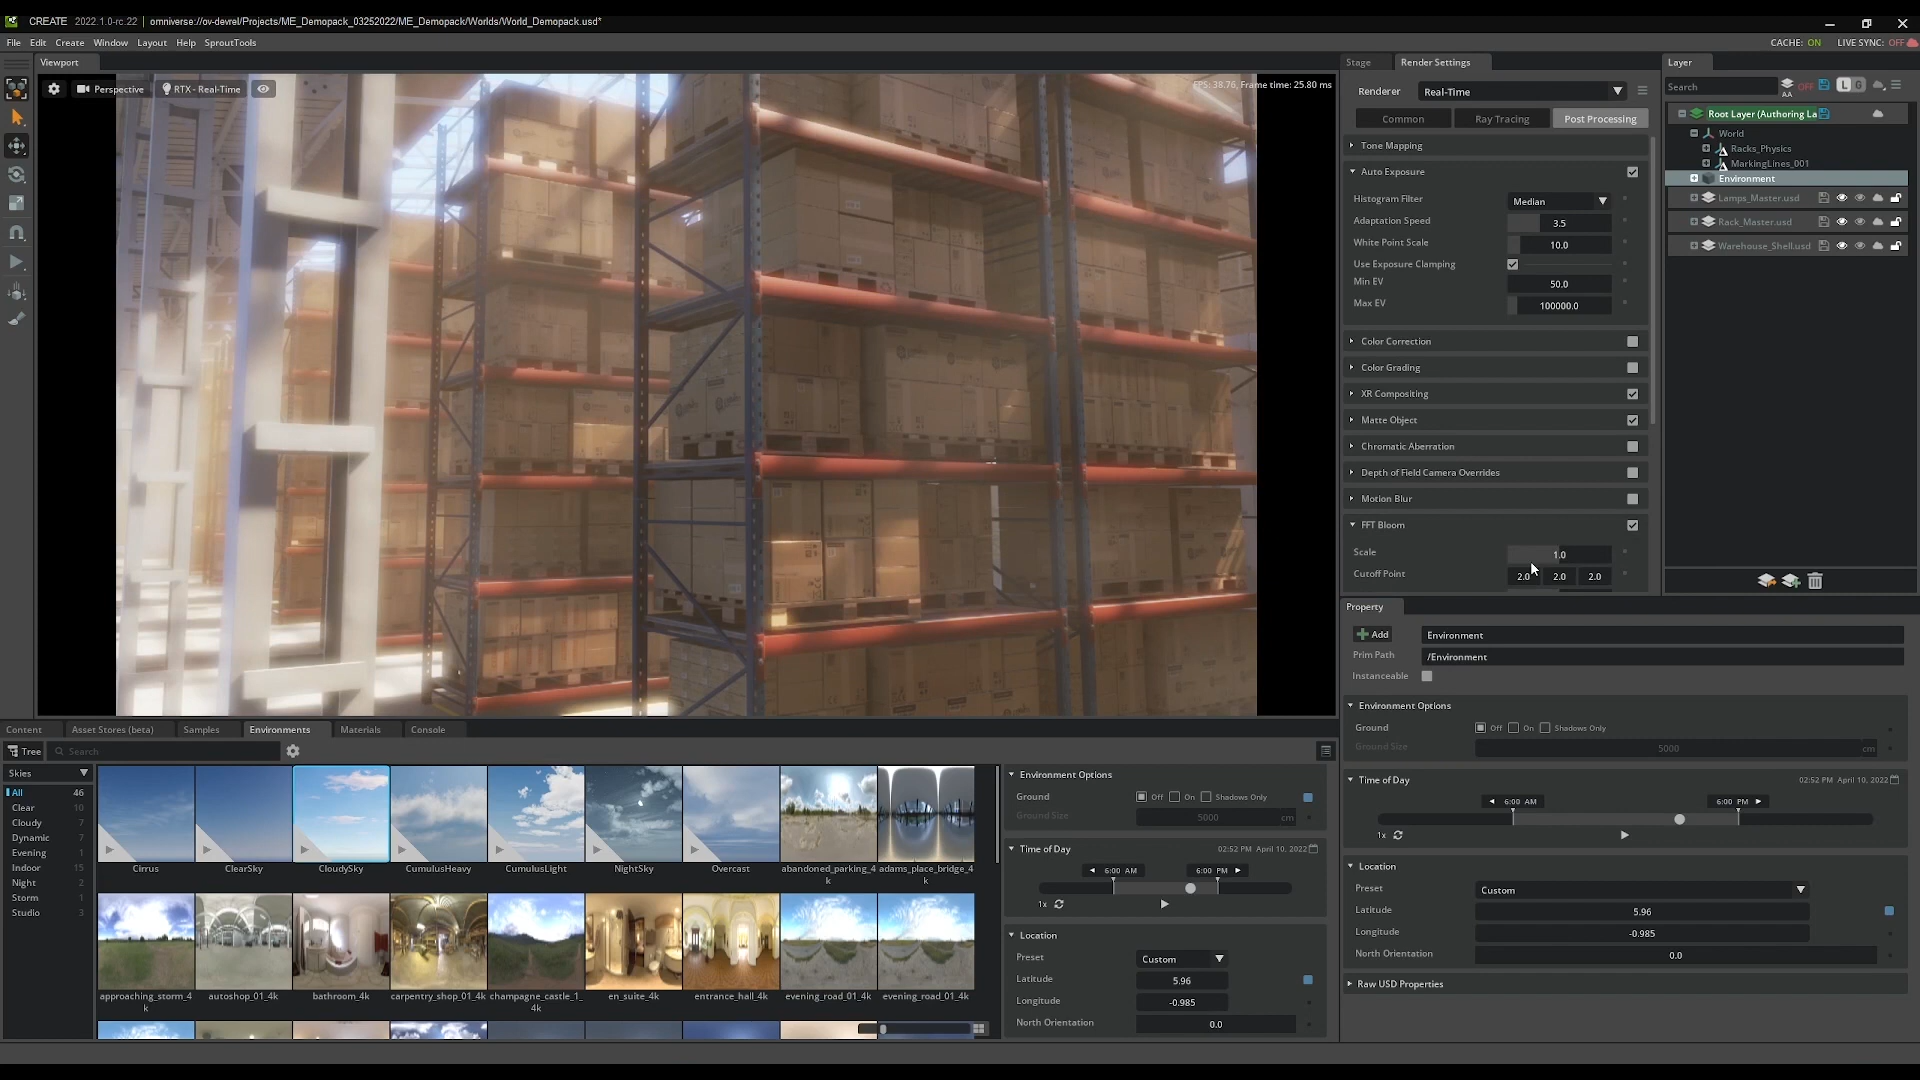 CREATE 2022.1.0-rc.22 | omniverse://ov-devrel/Projects/ME_Demopack_03252022/ME_Demopack/Worlds/World_Demopack.usd*
File Edit Create Window Layout Help SproutTools
CACHE: ON LIVE SYNC: OFF
Viewport
Perspective
RTX - Real-Time
FPS: 38.76, Frame time: 25.80 ms
Stage
Render Settings
Renderer
Real-Time
Common
Ray Tracing
Post Processing
Tone Mapping
Auto Exposure
Histogram Filter
Median
Adaptation Speed
3.5
White Point Scale
10.0
Use Exposure Clamping
Min EV
50.0
Max EV
100000.0
Color Correction
Color Grading
XR Compositing
Matte Object
Chromatic Aberration
Depth of Field Camera Overrides
Motion Blur
FFT Bloom
Scale
1.0
Cutoff Point
2.0 2.0 2.0
Layer
Search
AA
OFF
L G
Root Layer (Authoring La
World
Racks_Physics
MarkingLines_001
Environment
Lamps_Master.usd
Rack_Master.usd
Warehouse_Shell.usd
Property
Add
Environment
Prim Path
/Environment
Instanceable
Environment Options
Ground
Off On Shadows Only
Ground Size
5000 cm
Time of Day
02:52 PM April 10, 2022
6:00 AM
6:00 PM
1x
Location
Preset
Custom
Latitude
5.96
Longitude
-0.985
North Orientation
0.0
Raw USD Properties
Content
Asset Stores (beta)
Samples
Environments
Materials
Console
Tree
Search
Skies
All 46
Clear 10
Cloudy 7
Dynamic 7
Evening 1
Indoor 15
Night 2
Storm 1
Studio 3
Cirrus
ClearSky
CloudySky
CumulusHeavy
CumulusLight
NightSky
Overcast
abandoned_parking_4
k
adams_place_bridge_4
k
approaching_storm_4
k
autoshop_01_4k
bathroom_4k
carpentry_shop_01_4k
champagne_castle_1_
4k
en_suite_4k
entrance_hall_4k
evening_road_01_4k
evening_road_01_4k
Environment Options
Ground
Off On Shadows Only
Ground Size
5000 cm
Time of Day
02:52 PM April 10, 2022
6:00 AM
6:00 PM
1x
Location
Preset
Custom
Latitude
5.96
Longitude
-0.985
North Orientation
0.0